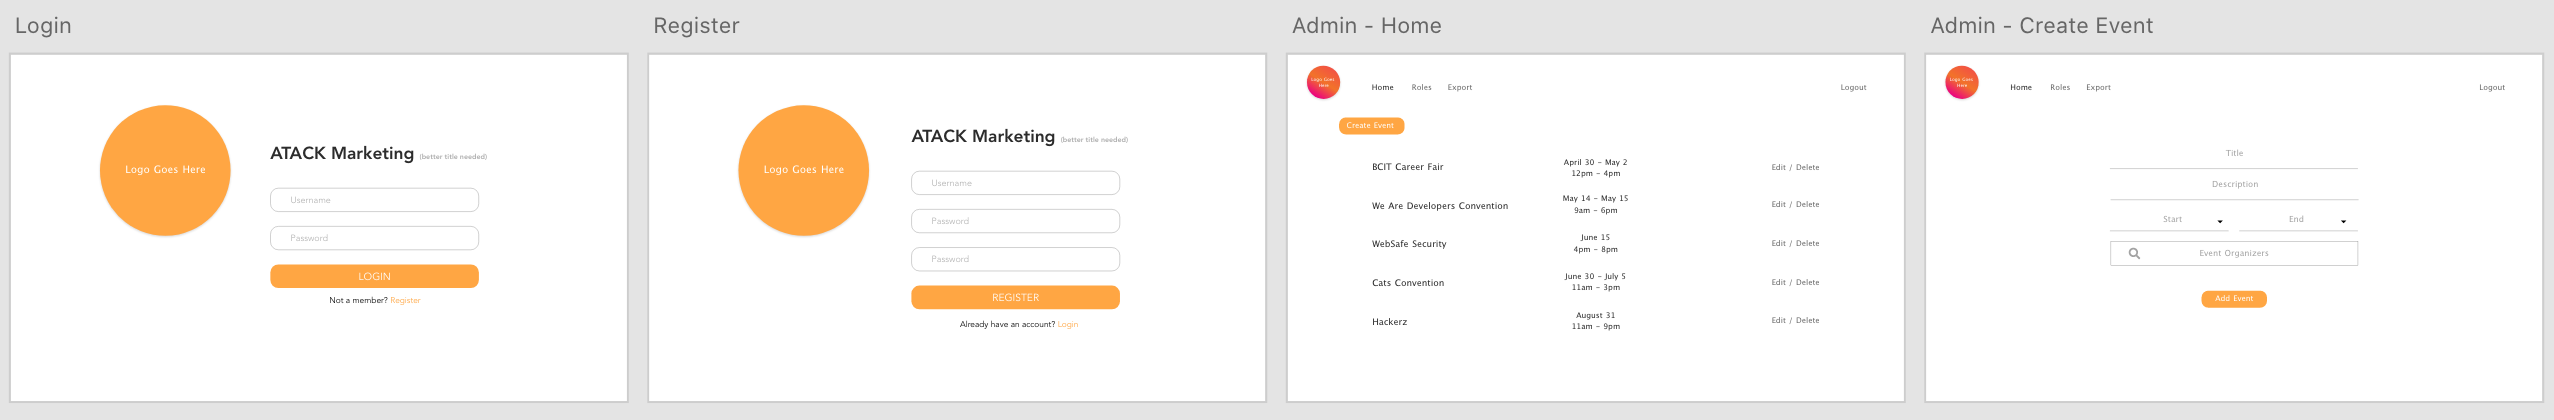 Login
Logo Goes Here
ATACK Marketing (better title needed)
Username
Password
LOGIN
Not a member? Register
Register
Logo Goes Here
ATACK Marketing (better title needed)
Username
Password
Password
REGISTER
Already have an account? Login
Admin - Home
Logo Goes
Here
Home Roles Export Logout
Create Event
BCIT Career Fair
April 30 - May 2
12pm - 4pm
Edit / Delete
We Are Developers Convention
May 14 - May 15
9am - 6pm
Edit / Delete
WebSafe Security
June 15
4pm - 8pm
Edit / Delete
Cats Convention
June 30 - July 5
11am - 3pm
Edit / Delete
Hackerz
August 31
11am - 9pm
Edit / Delete
Admin - Create Event
Logo Goes
Here
Home Roles Export Logout
Title
Description
Start End
Event Organizers
Add Event